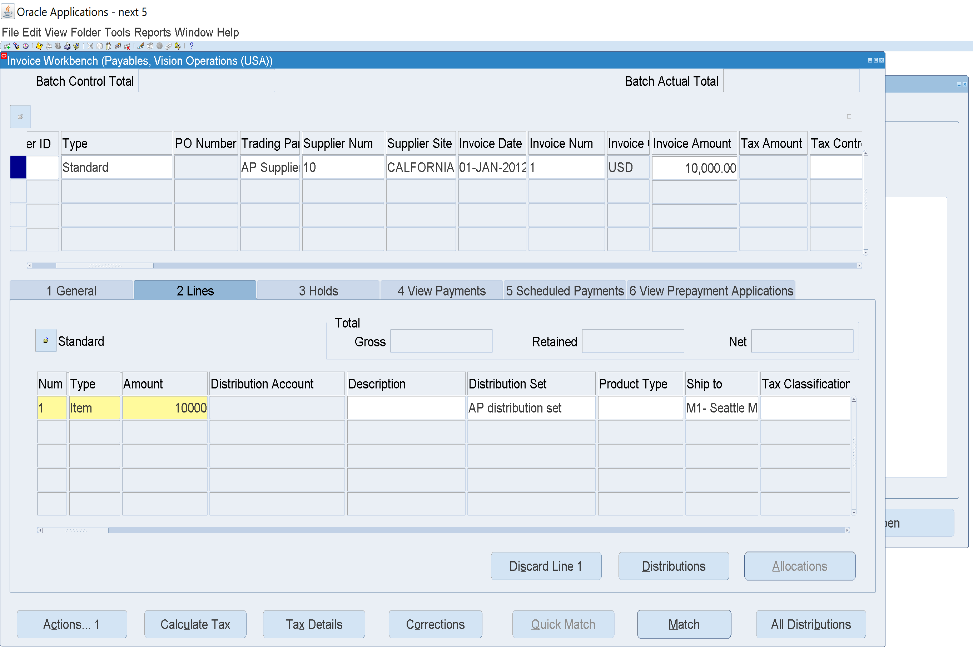 Oracle Applications - next 5
File Edit View Folder Tools Reports Window Help
Invoice Workbench (Payables, Vision Operations (USA))
Batch Control Total Batch Actual Total
er ID Type PO Number Trading Par Supplier Num Supplier Site Invoice Date Invoice Num Invoice Invoice Amount Tax Amount Tax Contr
Standard AP Supplie 10 CALFORNIA 01-JAN-2012 1 USD 10,000.00
1 General 2 Lines 3 Holds 4 View Payments 5 Scheduled Payments 6 View Prepayment Applications
Total
Standard Gross Retained Net
Num Type Amount Distribution Account Description Distribution Set Product Type Ship to Tax Classification
1 Item 10000 AP distribution set M1- Seattle M
pen
Discard Line 1 Distributions Allocations
Actions... 1 Calculate Tax Tax Details Corrections Quick Match Match All Distributions